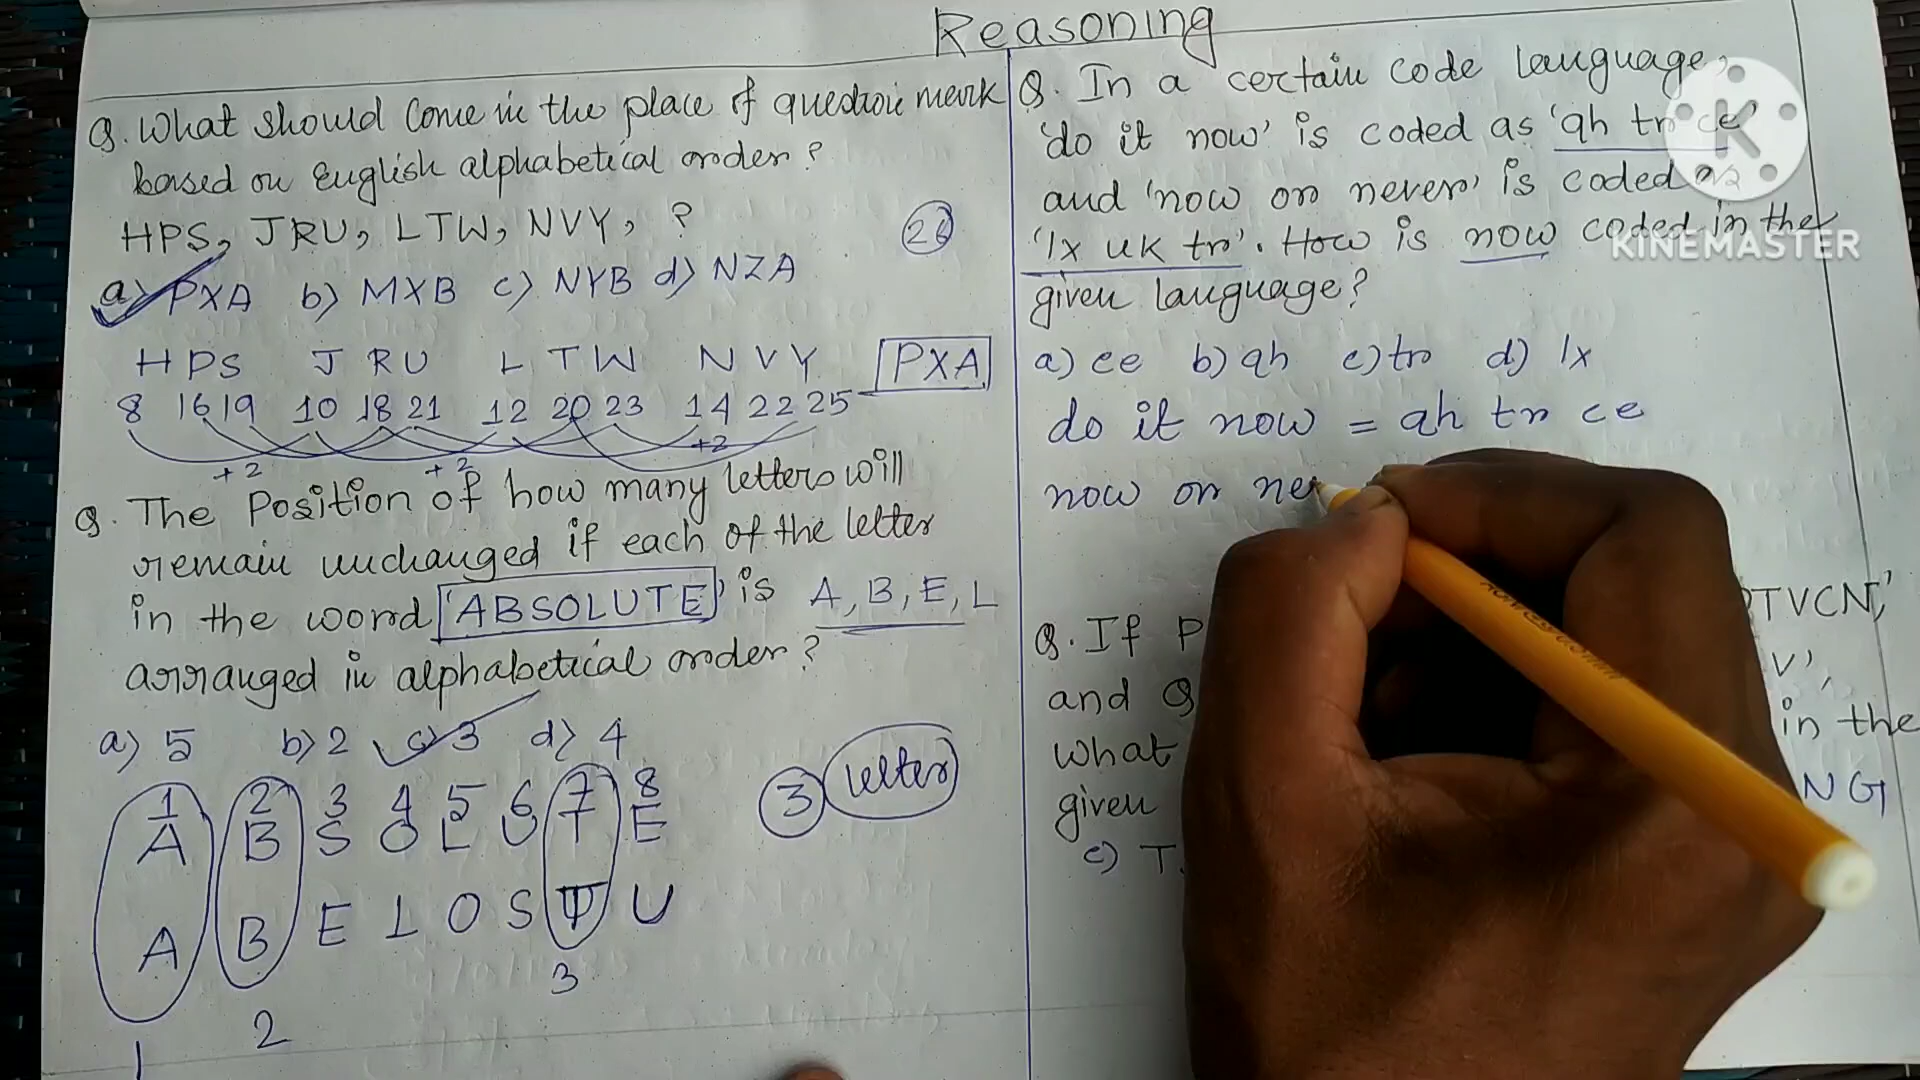 Reasoning
Q. What should come in the place of question mark
based on English alphabetical order?
HPS, JRU, LTW, NVY, ?
26
a) PXA b) MXB c) NYB d) NZA
H P S J R U L T W N V Y PXA
8 16 19 10 18 21 12 20 23 14 22 25
+2 +2 +2
Q. The Position of how many letters will
remain unchanged if each of the letter
in the word 'ABSOLUTE' is A, B, E, L
arranged in alphabetical order?
a) 5 b) 2 c) 3 d) 4
3 letter
1 2 3 4 5 6 7 8
A B S O L U T E
A B E L O S T U
1 2 3
Q. In a certain code language,
'do it now' is coded as 'qh tr ce'
and 'now or never' is coded as
'lx uk tr'. How is now coded in the
given language?
a) ce b) qh c) tr d) lx
do it now = qh tr ce
now or ne
Q. If P
TVCN,'
and Q
V',
what
in the
given
NG
c) T
K
KINEMASTER